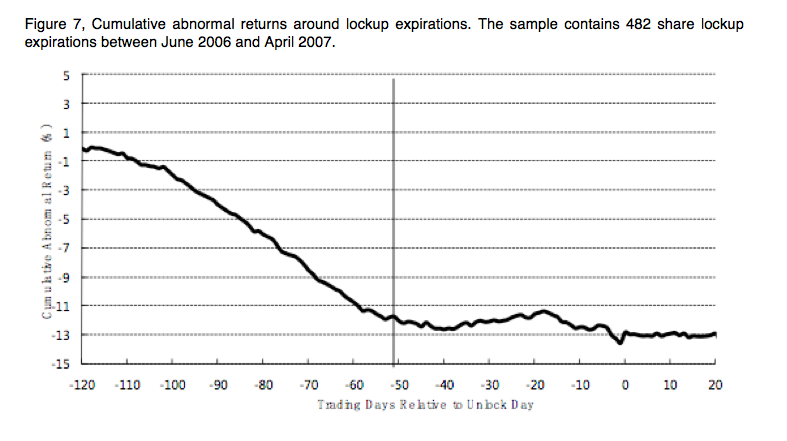 Figure 7, Cumulative abnormal returns around lockup expirations. The sample contains 482 share lockup
expirations between June 2006 and April 2007.
5
3
1
-1
-3
-5
-7
-9
-11
-13
-15
Cumulative Abnormal Return (%)
-120 -110 -100 -90 -80 -70 -60 -50 -40 -30 -20 -10 0 10 20
Trading Days Relative to Unlock Day